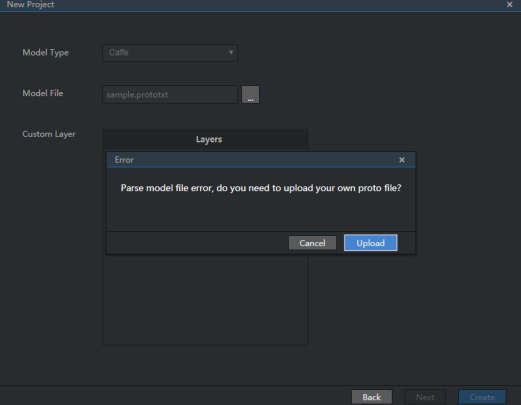 New Project
Model Type
Caffe
Model File
sample.prototxt
...
Custom Layer
Layers
Error
Parse model file error, do you need to upload your own proto file?
Cancel
Upload
Back
Next
Create